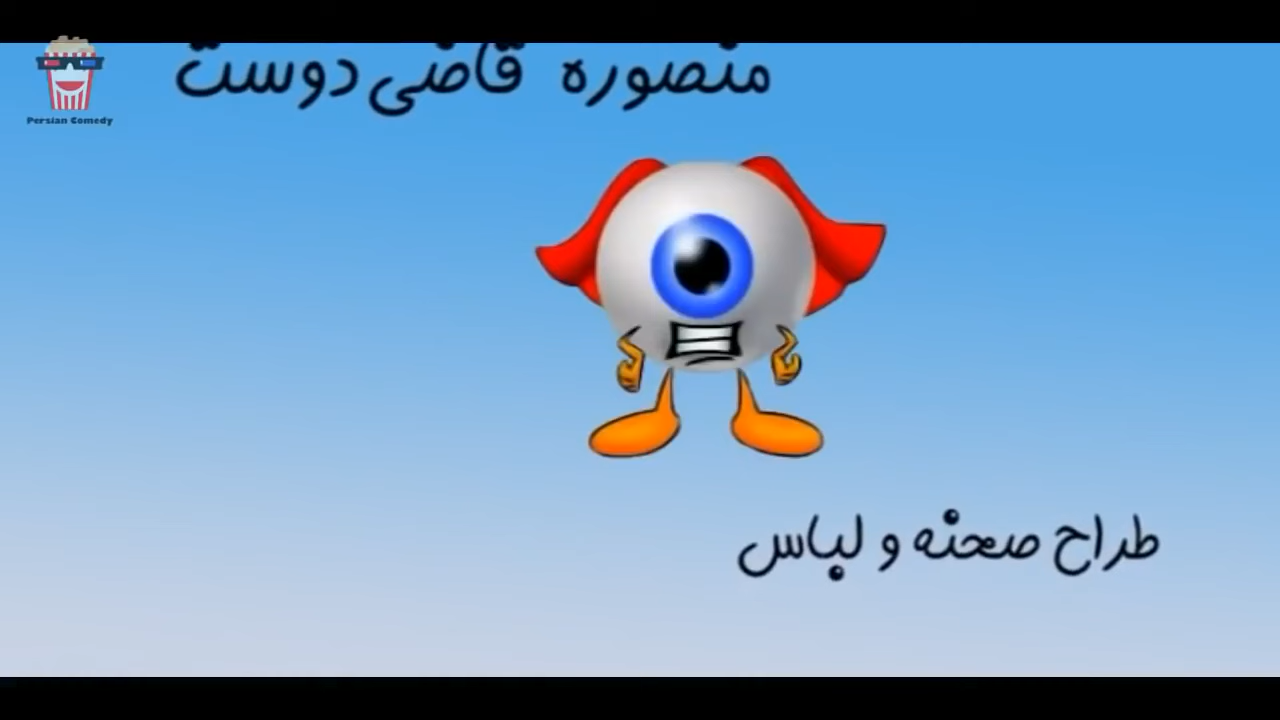 منصوره قاضی دوست
Persian Comedy
طراح صحنه و لباس